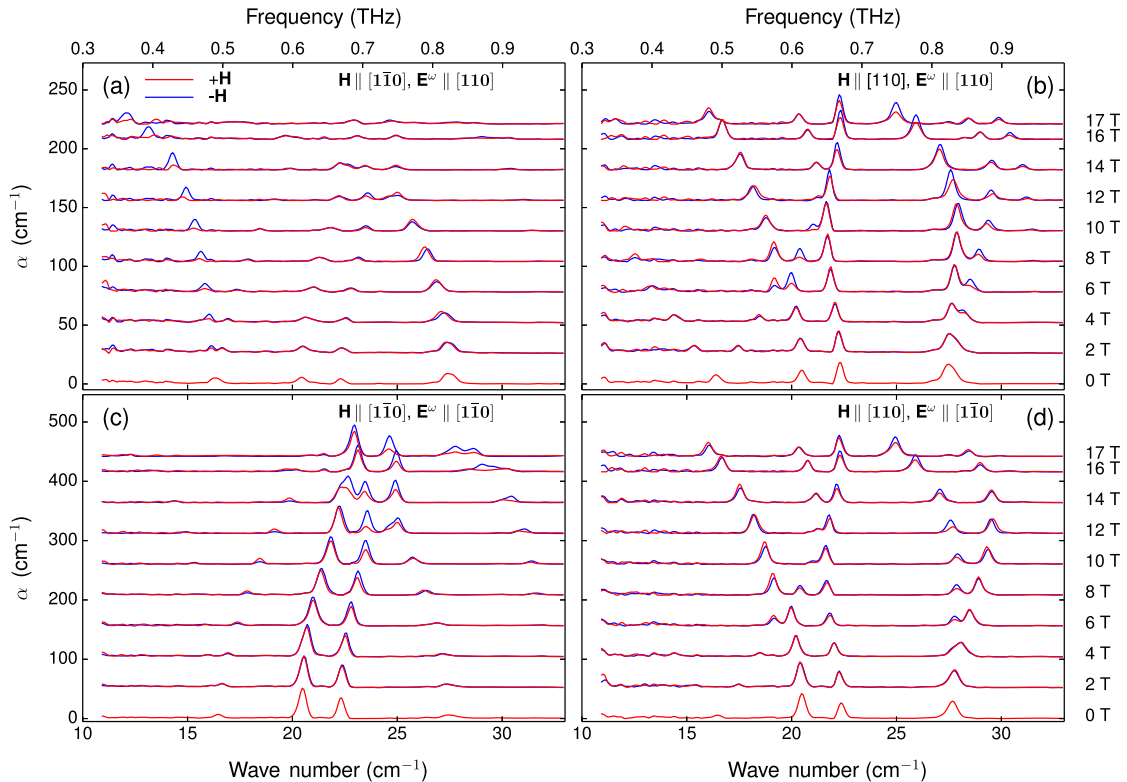 Frequency (THz) Frequency (THz)
0.3 0.4 0.5 0.6 0.7 0.8 0.9 0.3 0.4 0.5 0.6 0.7 0.8 0.9
(a) +H -H H ∥ [11̅0], E^ω ∥ [110]
(b) H ∥ [110], E^ω ∥ [110]
α (cm⁻¹)
250
200
150
100
50
0
17 T
16 T
14 T
12 T
10 T
8 T
6 T
4 T
2 T
0 T
(c) H ∥ [11̅0], E^ω ∥ [11̅0]
H ∥ [110], E^ω ∥ [11̅0] (d)
α (cm⁻¹)
500
400
300
200
100
0
17 T
16 T
14 T
12 T
10 T
8 T
6 T
4 T
2 T
0 T
10 15 20 25 30 10 15 20 25 30
Wave number (cm⁻¹) Wave number (cm⁻¹)